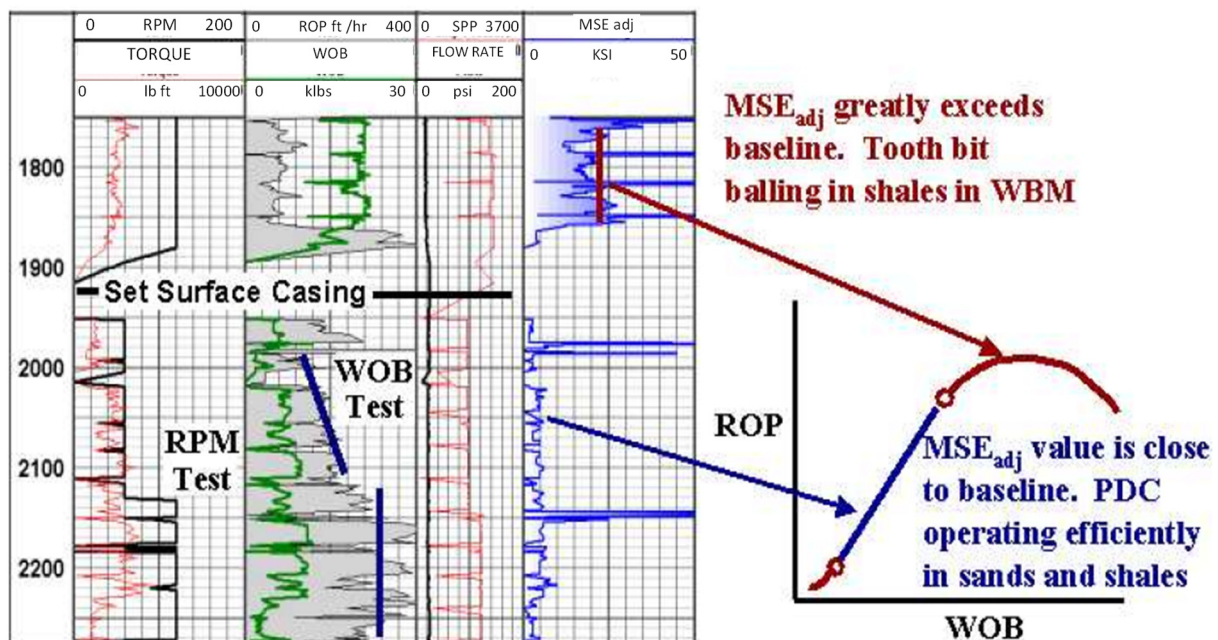 0 RPM 200
TORQUE
0 lb ft 10000
0 ROP ft /hr 400
WOB
0 klbs 30
0 SPP 3700
FLOW RATE
0 psi 200
MSE adj
0 KSI 50
1800
1900
2000
2100
2200
Set Surface Casing
WOB
Test
RPM
Test
MSEadj greatly exceeds
baseline. Tooth bit
balling in shales in WBM
ROP
MSEadj value is close
to baseline. PDC
operating efficiently
in sands and shales
WOB